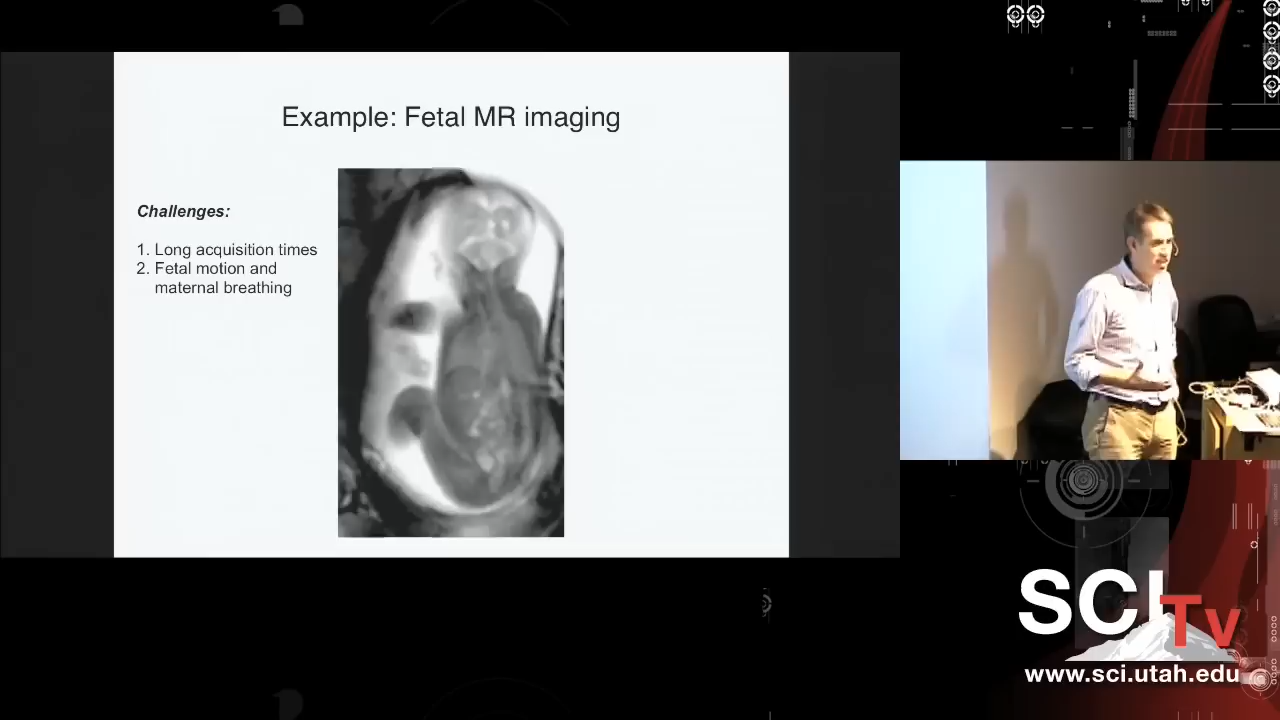 Example: Fetal MR imaging
Challenges:
1. Long acquisition times
2. Fetal motion and
maternal breathing
SCI TV
www.sci.utah.edu